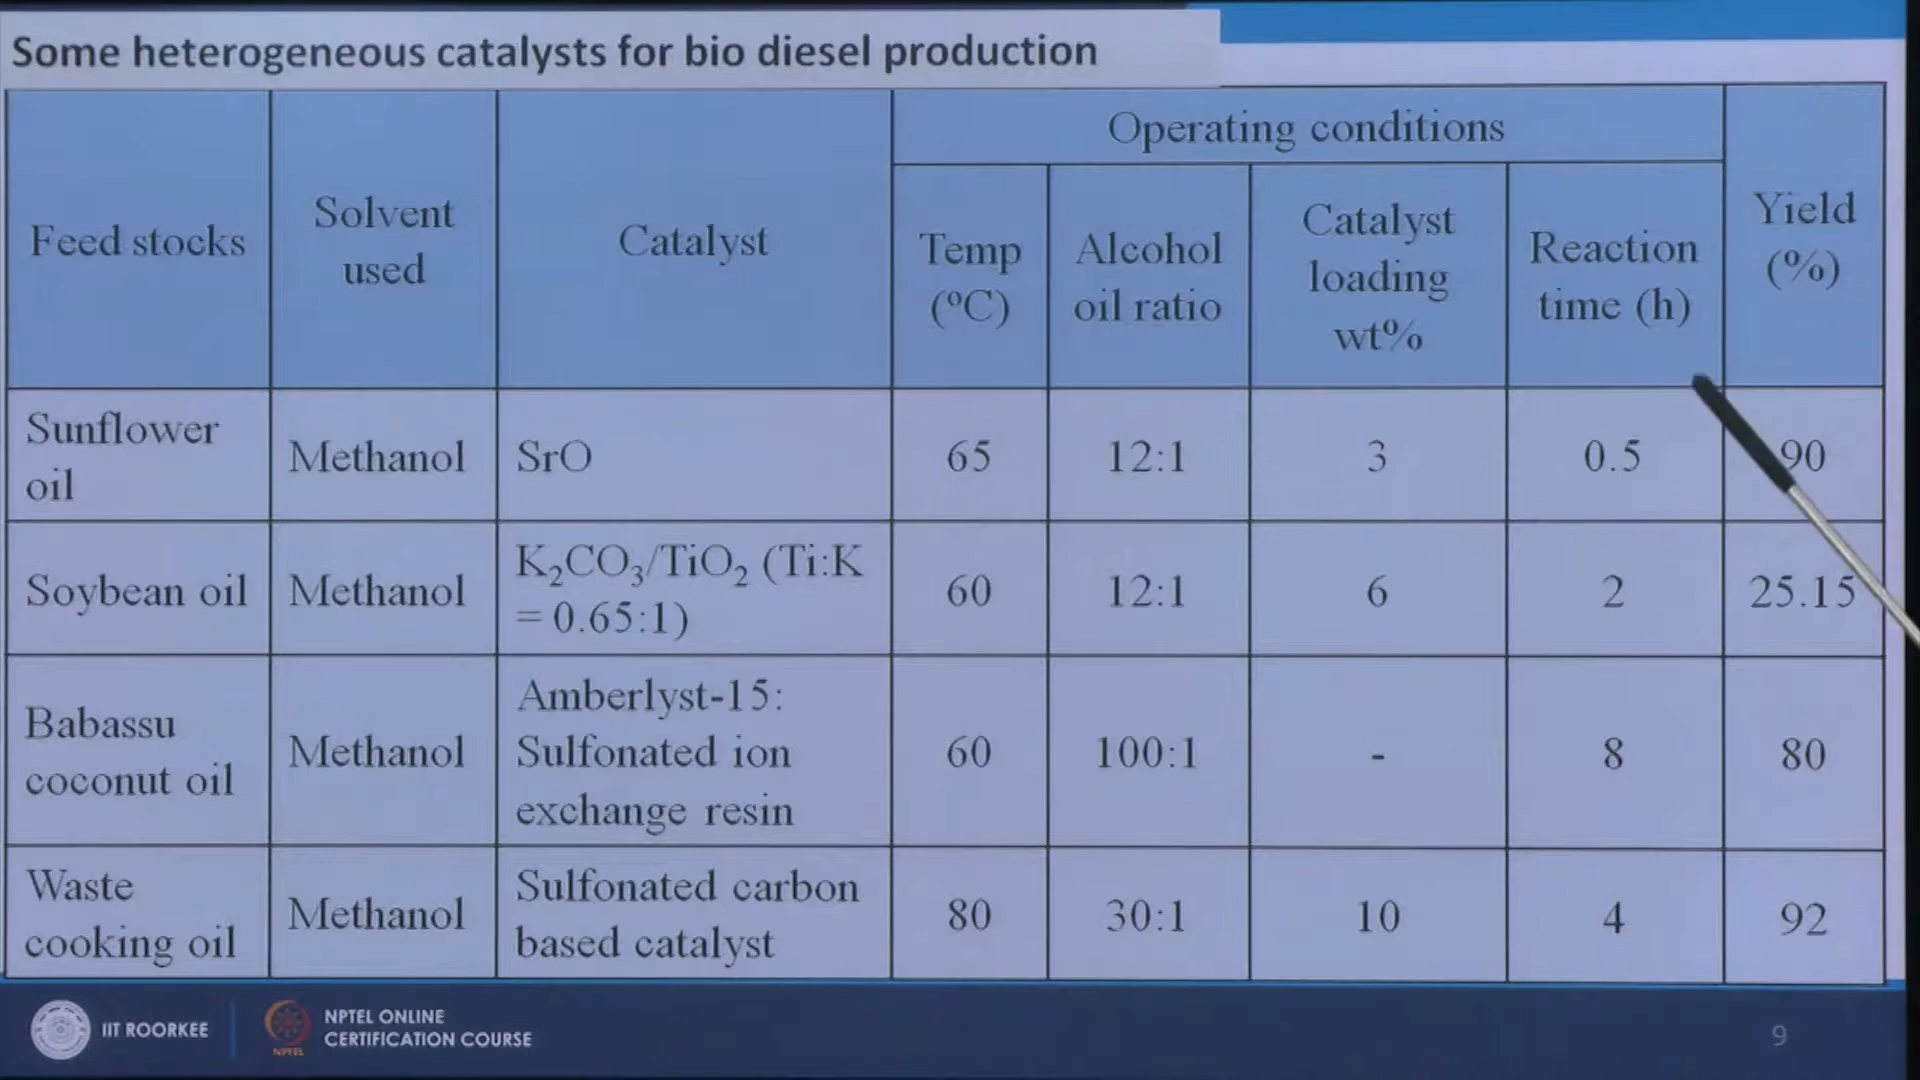 Some heterogeneous catalysts for bio diesel production
Feed stocks
Solvent
used
Catalyst
Operating conditions
Temp
(ºC)
Alcohol
oil ratio
Catalyst
loading
wt%
Reaction
time (h)
Yield
(%)
Sunflower
oil
Methanol
SrO
65
12:1
3
0.5
90
Soybean oil
Methanol
K₂CO₃/TiO₂ (Ti:K
= 0.65:1)
60
12:1
6
2
25.15
Babassu
coconut oil
Methanol
Amberlyst-15:
Sulfonated ion
exchange resin
60
100:1
-
8
80
Waste
cooking oil
Methanol
Sulfonated carbon
based catalyst
80
30:1
10
4
92
IIT ROORKEE
NPTEL
NPTEL ONLINE
CERTIFICATION COURSE
9